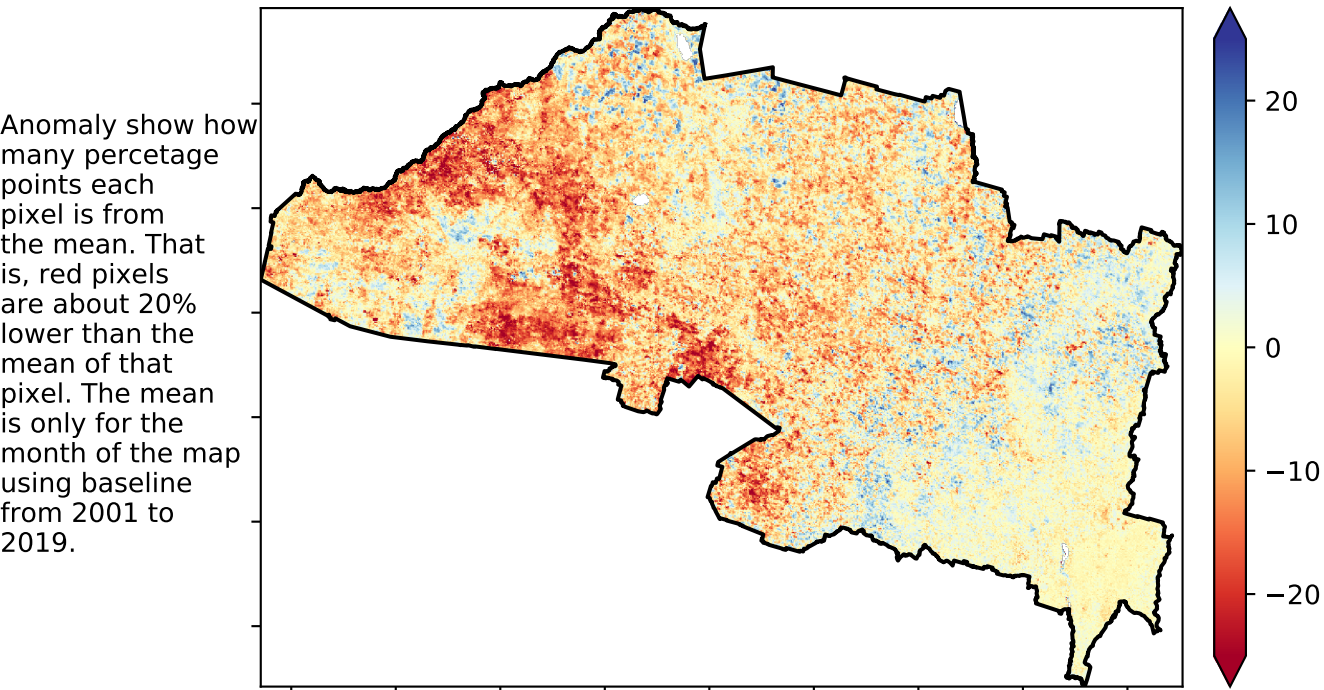 Anomaly show how
many percetage
points each
pixel is from
the mean. That
is, red pixels
are about 20%
lower than the
mean of that
pixel. The mean
is only for the
month of the map
using baseline
from 2001 to
2019.
20
10
0
−10
−20